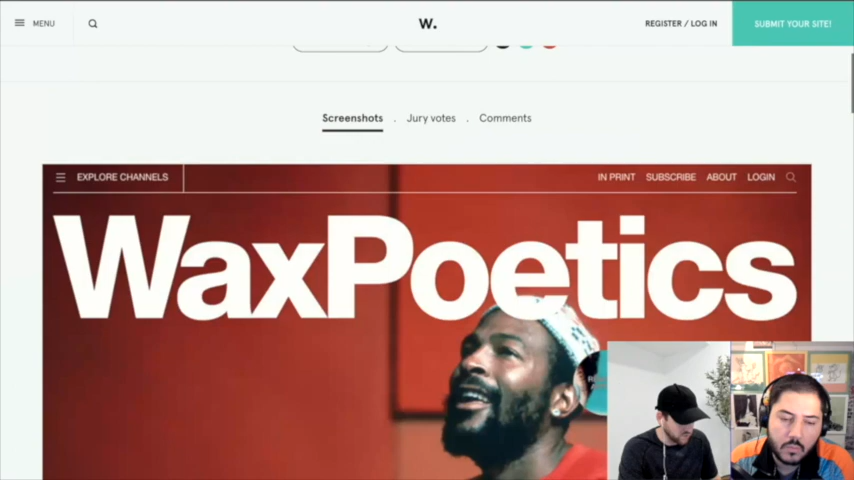 MENU
W.
REGISTER / LOG IN
SUBMIT YOUR SITE!
Screenshots . Jury votes . Comments
EXPLORE CHANNELS
IN PRINT SUBSCRIBE ABOUT LOGIN
WaxPoetics